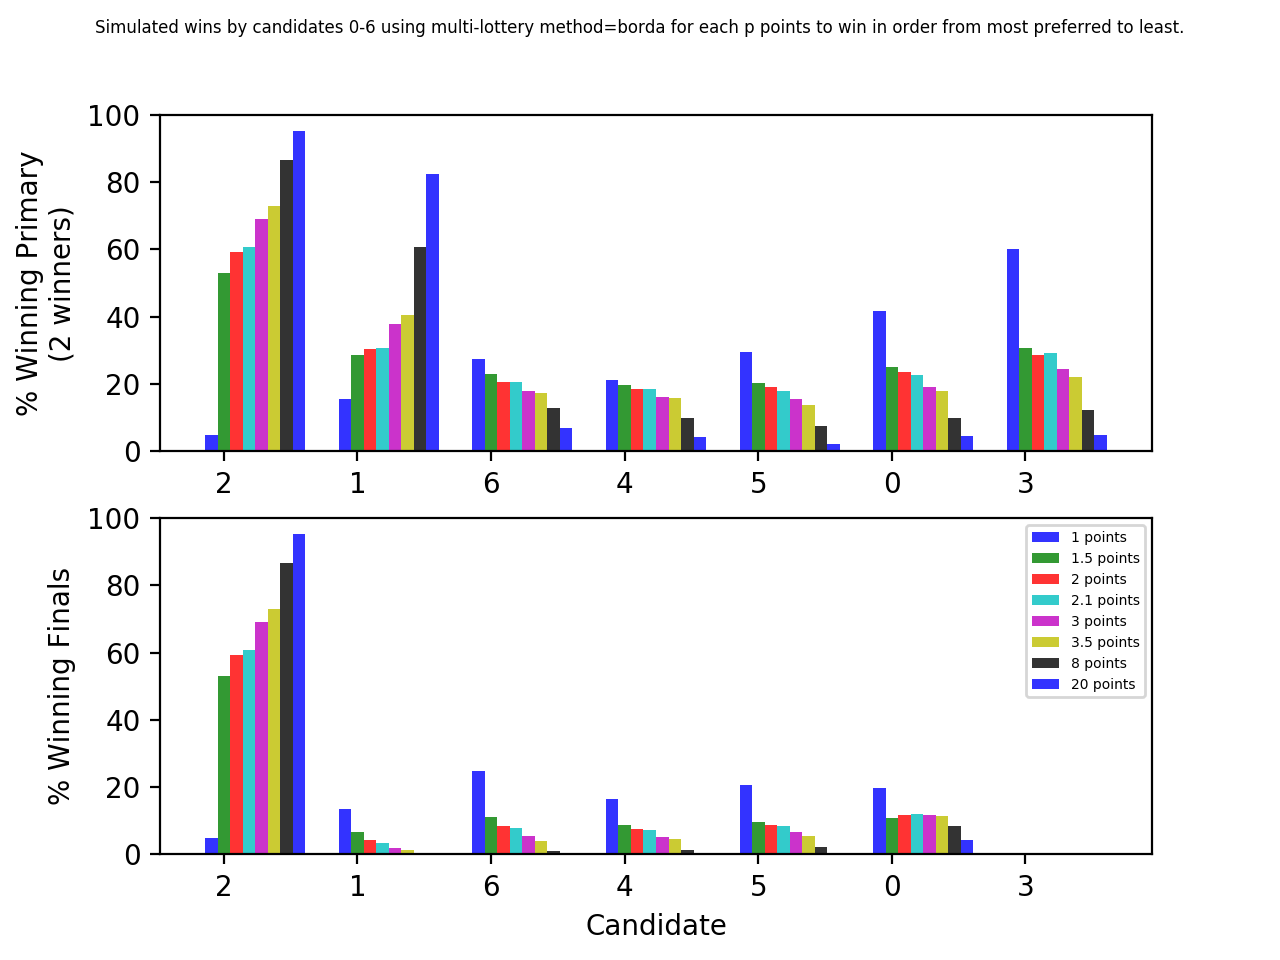 Simulated wins by candidates 0-6 using multi-lottery method=borda for each p points to win in order from most preferred to least.
% Winning Primary
(2 winners)
100
80
60
40
20
0
2 1 6 4 5 0 3
% Winning Finals
100
80
60
40
20
0
1 points
1.5 points
2 points
2.1 points
3 points
3.5 points
8 points
20 points
2 1 6 4 5 0 3
Candidate